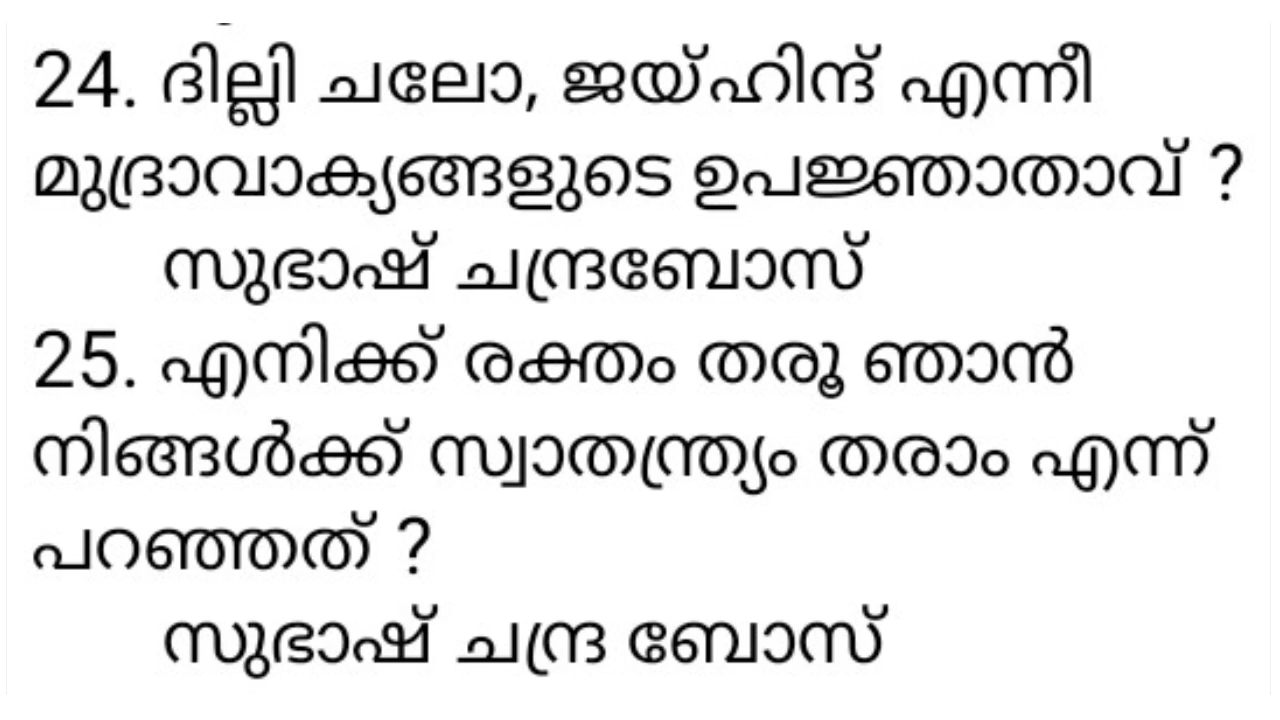 24. ദില്ലി ചലോ, ജയ്ഹിന്ദ് എന്നീ
മുദ്രാവാക്യങ്ങളുടെ ഉപജ്ഞാതാവ് ?
സുഭാഷ് ചന്ദ്രബോസ്
25. എനിക്ക് രക്തം തരൂ ഞാൻ
നിങ്ങൾക്ക് സ്വാതന്ത്ര്യം തരാം എന്ന്
പറഞ്ഞത് ?
സുഭാഷ് ചന്ദ്ര ബോസ്